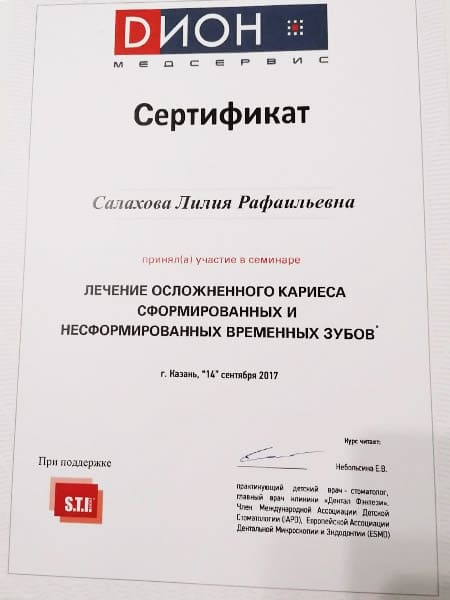 DИОН
МЕДСЕРВИС
Сертификат
Салахова Лилия Рафаильевна
принял(а) участие в семинаре
ЛЕЧЕНИЕ ОСЛОЖНЕННОГО КАРИЕСА
СФОРМИРОВАННЫХ И
НЕСФОРМИРОВАННЫХ ВРЕМЕННЫХ ЗУБОВ"
г. Казань, "14" сентября 2017
Курс читает:
Небольсина Е.В.
практикующий детский врач - стоматолог,
главный врач клиники «Дентал Фэнтези».
Член Международной Ассоциации Детской
Стоматологии (IAPD), Европейской Ассоциации
Дентальной Микроскопии и Эндодонтии (ESMD)
При поддержке
S.T.I